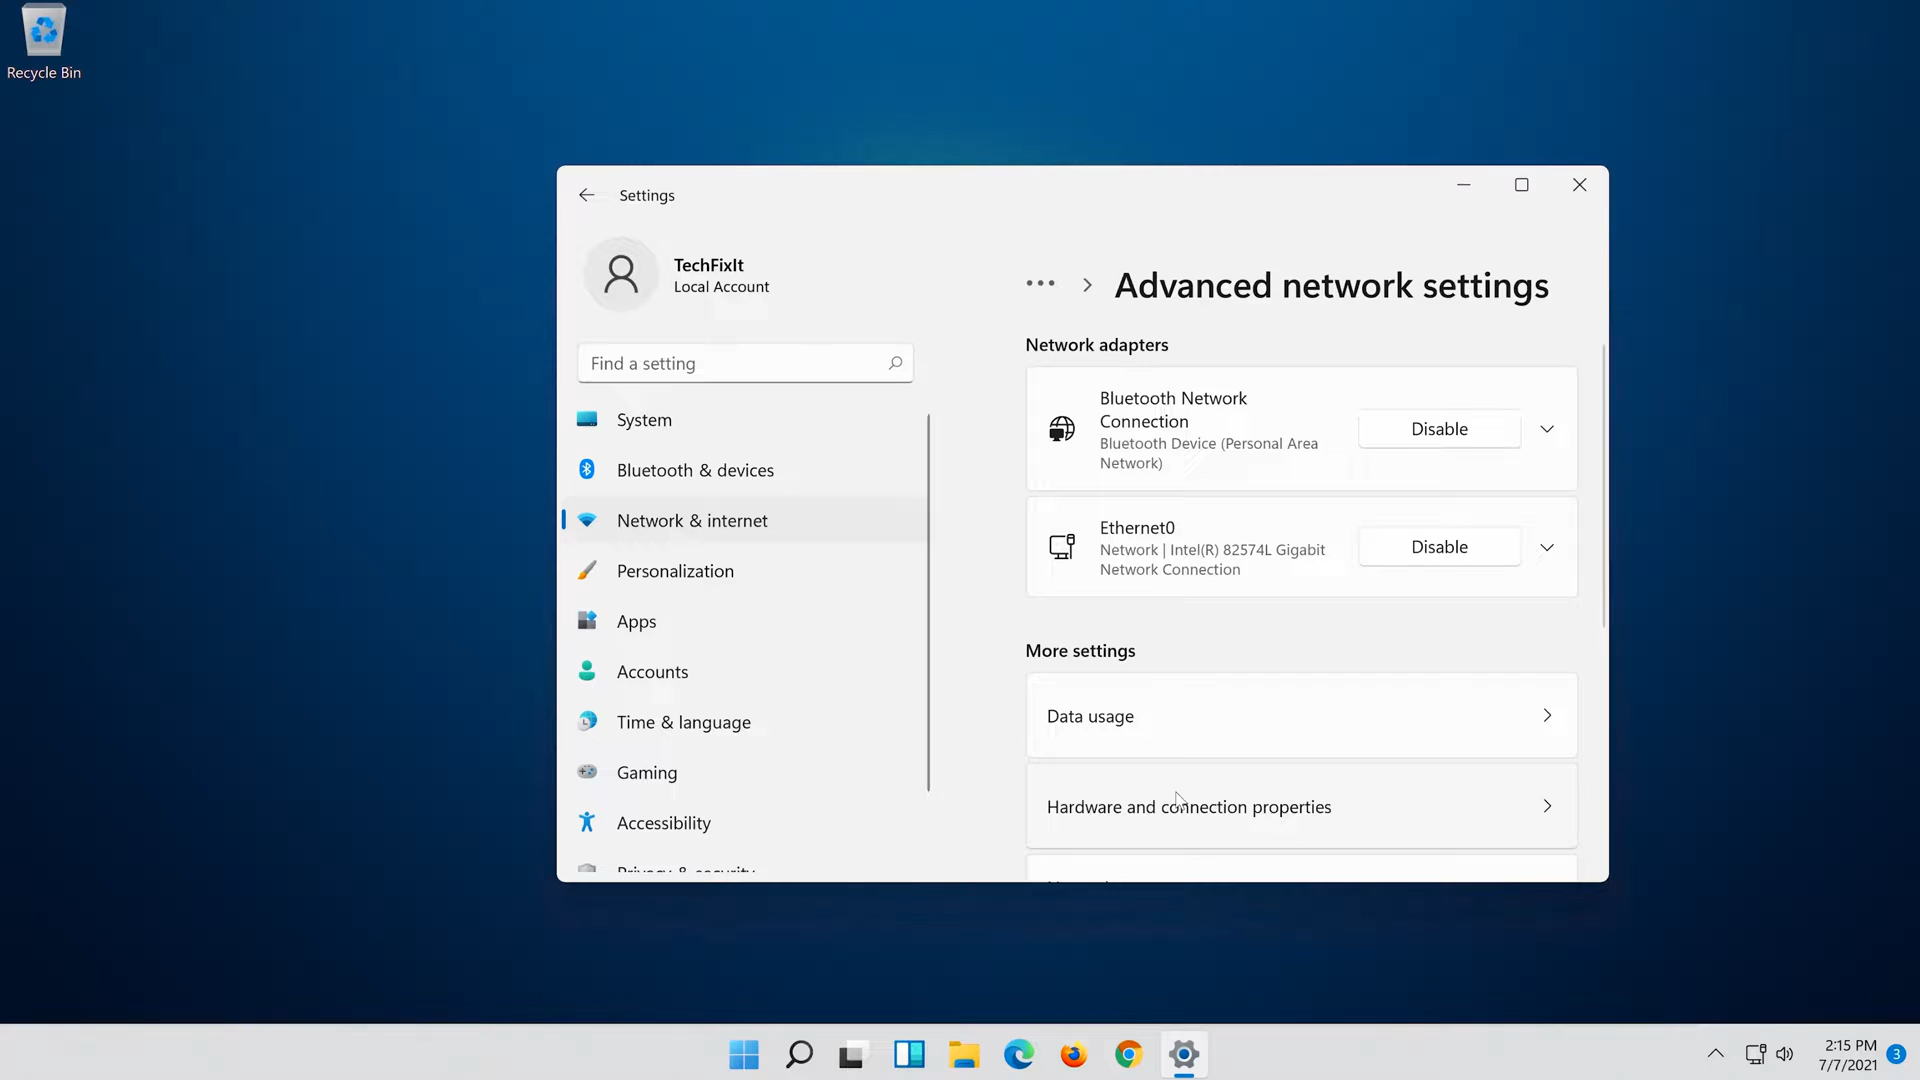 Recycle Bin
Settings
TechFixIt
Local Account
Find a setting
System
Bluetooth & devices
Network & internet
Personalization
Apps
Accounts
Time & language
Gaming
Accessibility
Privacy & security
Advanced network settings
Network adapters
Bluetooth Network
Connection
Bluetooth Device (Personal Area
Network)
Disable
Ethernet0
Network | Intel(R) 82574L Gigabit
Network Connection
Disable
More settings
Data usage
Hardware and connection properties
2:15 PM
7/7/2021
3